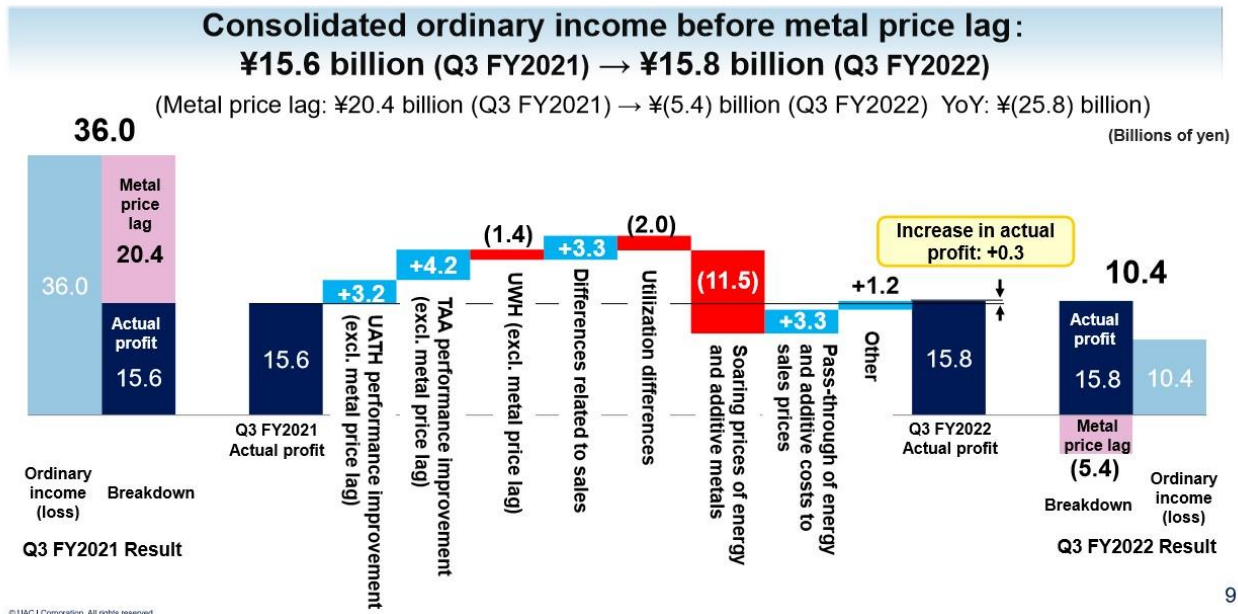 Consolidated ordinary income before metal price lag:
¥15.6 billion (Q3 FY2021) → ¥15.8 billion (Q3 FY2022)
(Metal price lag: ¥20.4 billion (Q3 FY2021) → ¥(5.4) billion (Q3 FY2022) YoY: ¥(25.8) billion)
(Billions of yen)
36.0
36.0
Metal
price
lag
20.4
Actual
profit
15.6
Ordinary
income
(loss)
Breakdown
Q3 FY2021 Result
15.6
Q3 FY2021
Actual profit
+3.2
UATH performance improvement
(excl. metal price lag)
+4.2
TAA performance improvement
(excl. metal price lag)
(1.4)
UWH (excl. metal price lag)
+3.3
Differences related to sales
(2.0)
Utilization differences
(11.5)
Soaring prices of energy
and additive metals
+3.3
Pass-through of energy
and additive costs to
sales prices
+1.2
Other
Increase in actual
profit: +0.3
15.8
Q3 FY2022
Actual profit
10.4
Actual
profit
15.8
10.4
Metal
price lag
(5.4)
Breakdown
Ordinary
income
(loss)
Q3 FY2022 Result
9
© UACJ Corporation. All rights reserved.